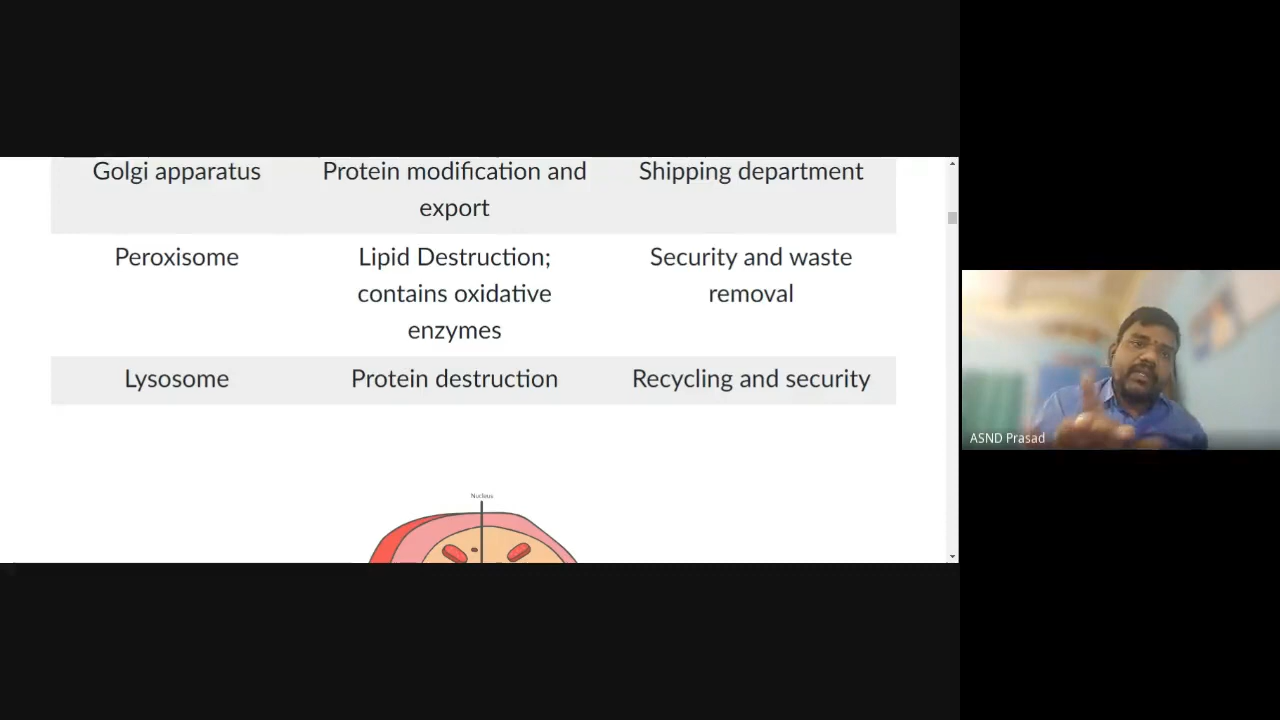 Golgi apparatus Protein modification and Shipping department
export
Peroxisome Lipid Destruction; Security and waste
contains oxidative removal
enzymes
Lysosome Protein destruction Recycling and security
Nucleus
ASND Prasad